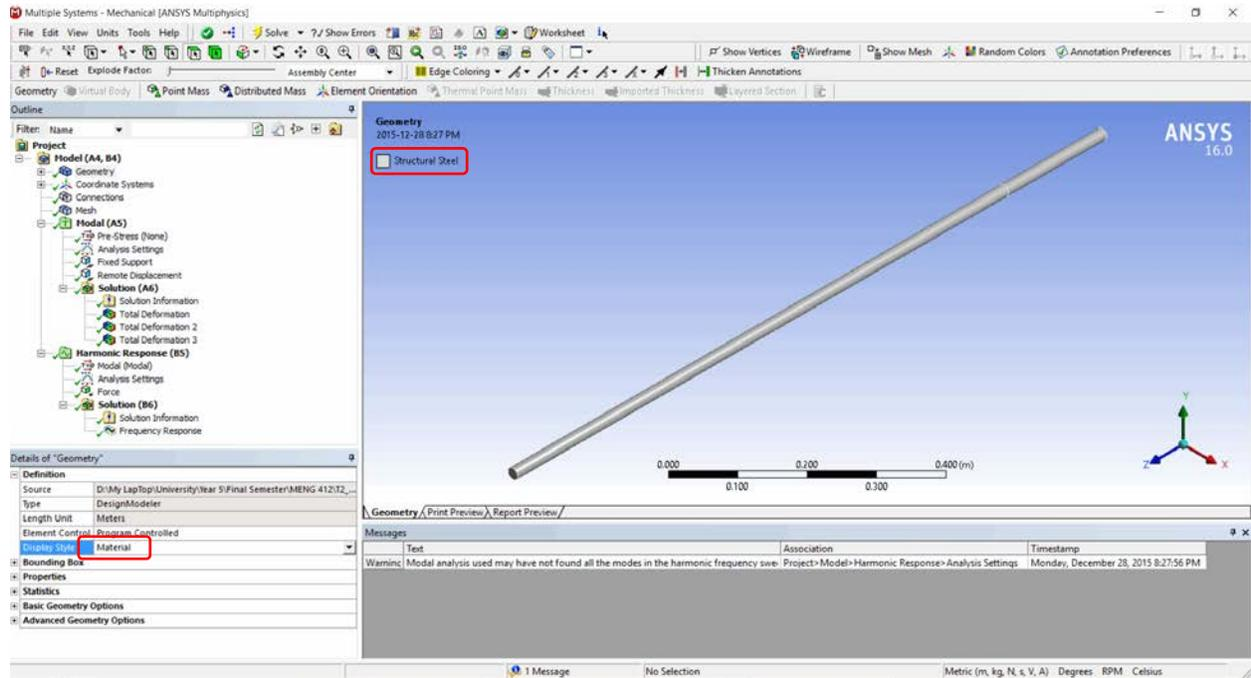 Multiple Systems - Mechanical [ANSYS Multiphysics]
File Edit View Units Tools Help Solve ?/ Show Errors Worksheet
Show Vertices Wireframe Show Mesh Random Colors Annotation Preferences
Reset Explode Factor: Assembly Center Edge Coloring Thicken Annotations
Geometry Virtual Body Point Mass Distributed Mass Element Orientation Thermal Point Mass Thickness Imported Thickness Layered Section
Outline
Filter: Name
Project
Model (A4, B4)
Geometry
Coordinate Systems
Connections
Mesh
Modal (A5)
Pre-Stress (None)
Analysis Settings
Fixed Support
Remote Displacement
Solution (A6)
Solution Information
Total Deformation
Total Deformation 2
Total Deformation 3
Harmonic Response (B5)
Modal (Modal)
Analysis Settings
Force
Solution (B6)
Solution Information
Frequency Response
Details of "Geometry"
Definition
Source D:\My LapTop\University\Year 5\Final Semester\MENG 412\T2_...
Type DesignModeler
Length Unit Meters
Element Control Program Controlled
Display Style Material
Bounding Box
Properties
Statistics
Basic Geometry Options
Advanced Geometry Options
Geometry
2015-12-28 8:27 PM
Structural Steel
ANSYS
16.0
Y
Z X
0.000 0.200 0.400 (m)
0.100 0.300
Geometry Print Preview Report Preview
Messages
Text Association Timestamp
Warning Modal analysis used may have not found all the modes in the harmonic frequency swe Project>Model>Harmonic Response>Analysis Settings Monday, December 28, 2015 8:27:56 PM
1 Message No Selection Metric (m, kg, N, s, V, A) Degrees RPM Celsius